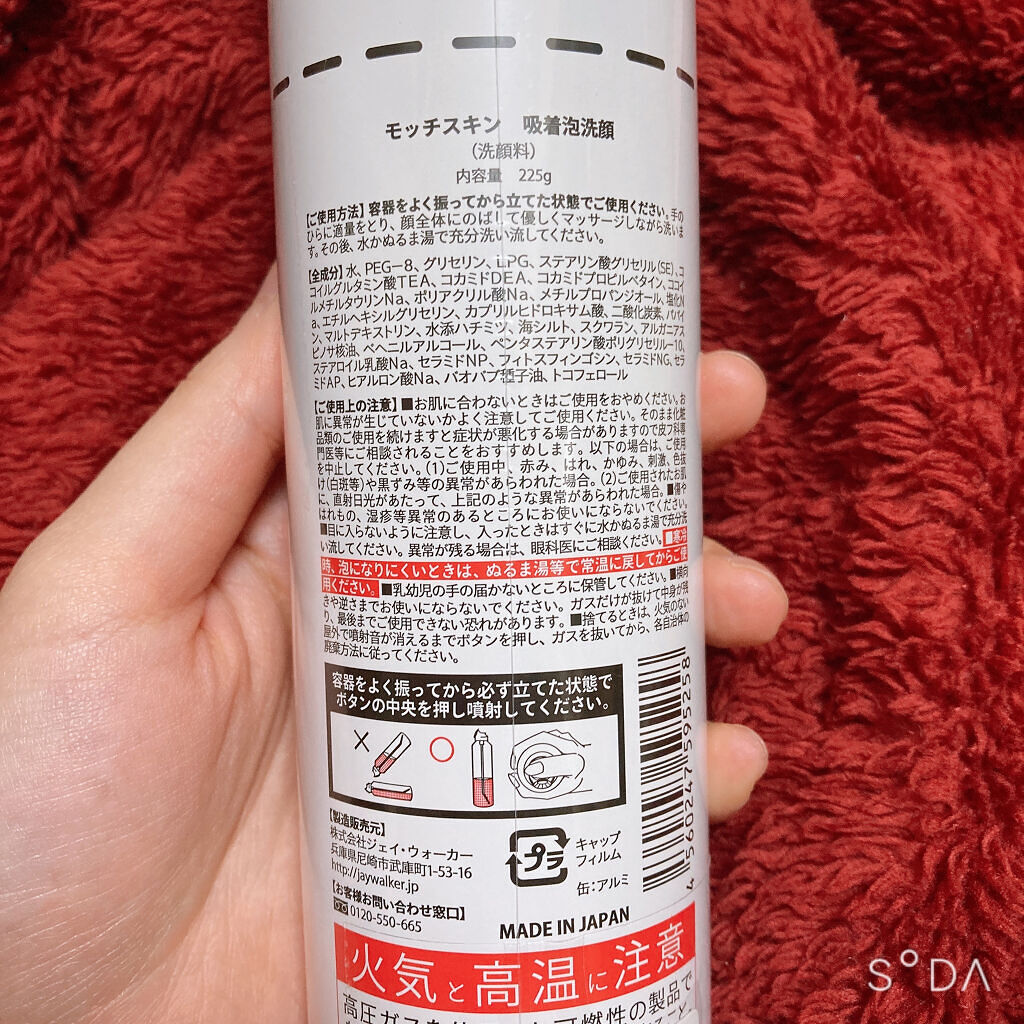 モッチスキン 吸着泡洗顔
(洗顔料)
内容量 225g
【ご使用方法】容器をよく振ってから立てた状態でご使用ください。手の
ひらに適量をとり、顔全体にのばして優しくマッサージしながら洗いま
す。その後、水かぬるま湯で充分洗い流してください。
【全成分】水、PEG-8、グリセリン、LPG、ステアリン酸グリセリル(SE)、コ
コイルグルタミン酸TEA、コカミドDEA、コカミドプロピルベタイン、ココイ
ルメチルタウリンNa、ポリアクリル酸Na、メチルプロパンジオール、塩化N
a、エチルヘキシルグリセリン、カプリルヒドロキサム酸、二酸化炭素、パパイ
ン、マルトデキストリン、水添ハチミツ、海シルト、スクワラン、アルガニアス
ピノサ核油、ベヘニルアルコール、ペンタステアリン酸ポリグリセリル-10、
ステアロイル乳酸Na、セラミドNP、フィトスフィンゴシン、セラミドNG、セラ
ミドAP、ヒアルロン酸Na、バオバブ種子油、トコフェロール
【ご使用上の注意】■お肌に合わないときはご使用をおやめください。お
肌に異常が生じていないかよく注意してご使用ください。そのまま化粧
品類のご使用を続けますと症状が悪化する場合がありますので皮フ科専
門医等にご相談されることをおすすめします。以下の場合は、ご使用
を中止してください。(1)ご使用中、赤み、はれ、かゆみ、刺激、色抜
け(白斑等)や黒ずみ等の異常があらわれた場合。(2)ご使用されたお肌
に、直射日光があたって、上記のような異常があらわれた場合。■傷や
はれもの、湿疹等異常のあるところにお使いにならないでください。
■目に入らないように注意し、入ったときはすぐに水かぬるま湯で充分洗
い流してください。異常が残る場合は、眼科医にご相談ください。■寒冷
時、泡になりにくいときは、ぬるま湯等で常温に戻してからご使
用ください。■乳幼児の手の届かないところに保管してください。■横向
きや逆さまでお使いにならないでください。ガスだけが抜けて中身が残
り、最後までご使用できない恐れがあります。■捨てるときは、火気のない
屋外で噴射音が消えるまでボタンを押し、ガスを抜いてから、各自治体の
廃棄方法に従ってください。
容器をよく振ってから必ず立てた状態で
ボタンの中央を押し噴射してください。
【製造販売元】
株式会社ジェイ・ウォーカー
兵庫県尼崎市武庫町1-53-16
http://jaywalker.jp
【お客様お問い合わせ窓口】
0120-550-665
プラ
キャップ
フィルム
缶:アルミ
4 560247 595258
MADE IN JAPAN
火気と高温に注意
高圧ガスを
可燃性の製品で
SODA